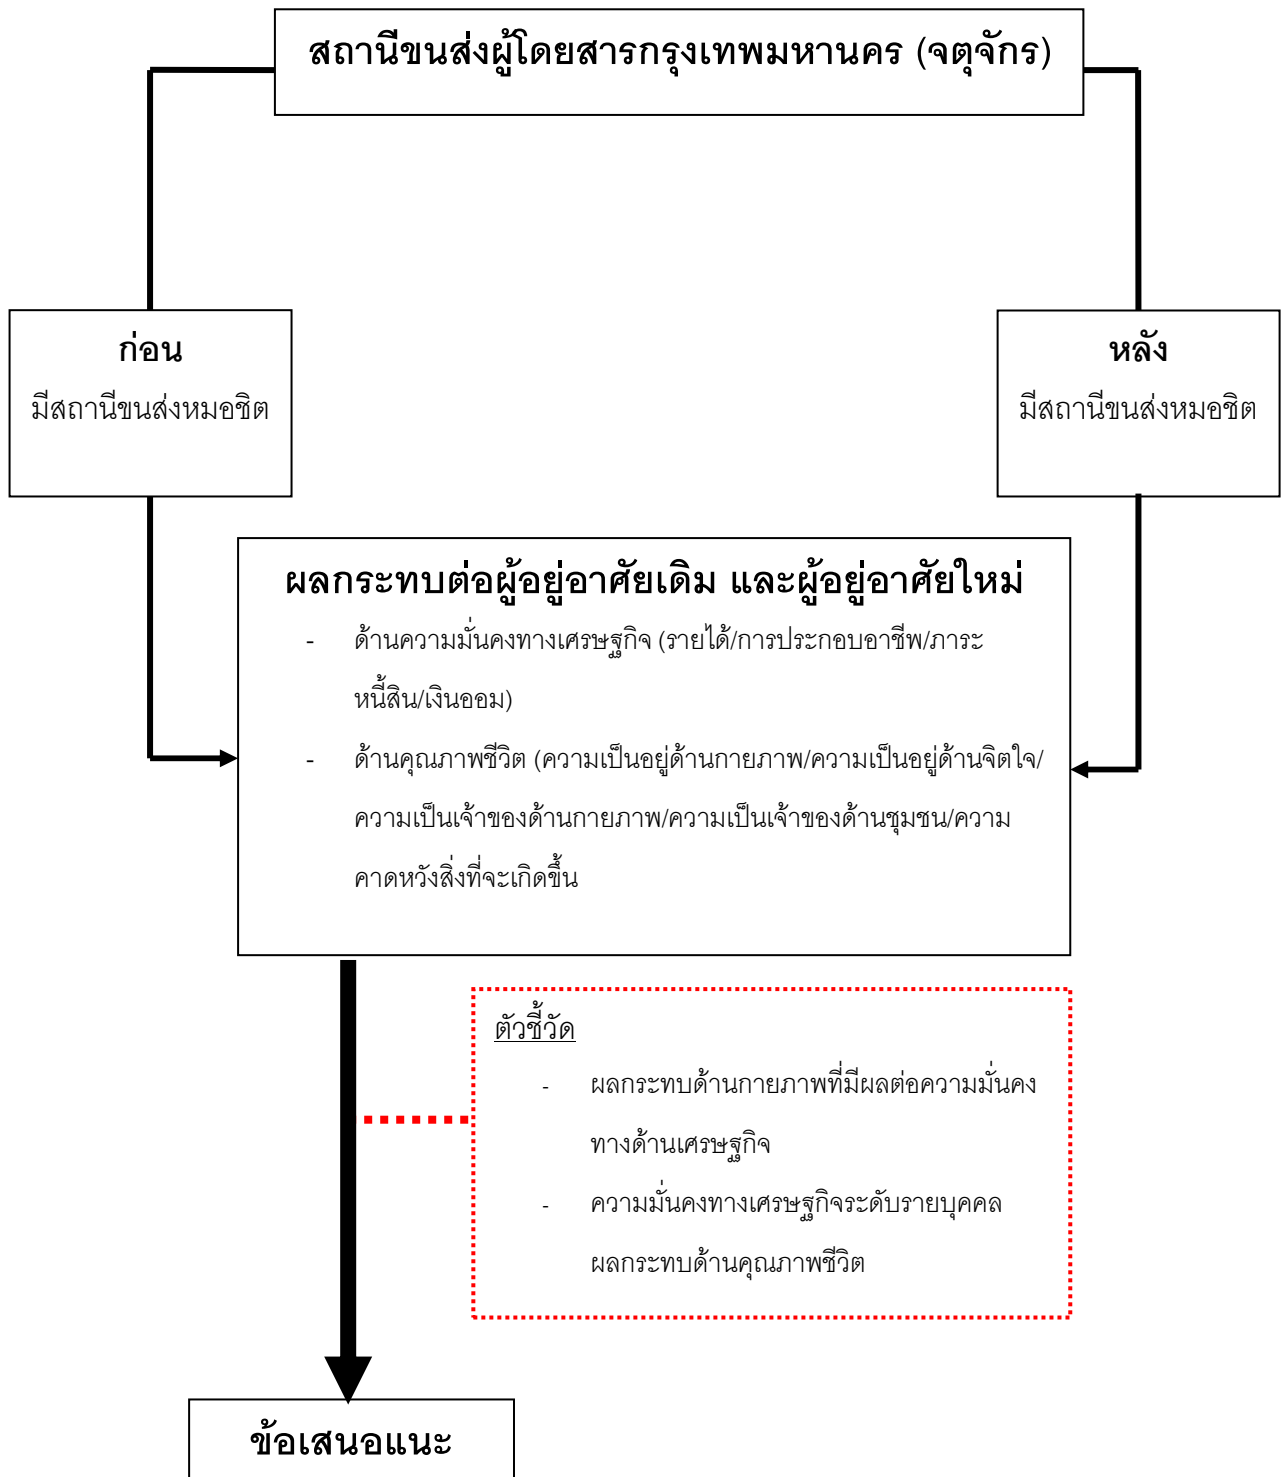 สถานีขนส่งผู้โดยสารกรุงเทพมหานคร (จตุจักร)
ก่อน
มีสถานีขนส่งหมอชิต
หลัง
มีสถานีขนส่งหมอชิต
ผลกระทบต่อผู้อยู่อาศัยเดิม และผู้อยู่อาศัยใหม่
- ด้านความมั่นคงทางเศรษฐกิจ (รายได้/การประกอบอาชีพ/ภาระ
หนี้สิน/เงินออม)
- ด้านคุณภาพชีวิต (ความเป็นอยู่ด้านกายภาพ/ความเป็นอยู่ด้านจิตใจ/
ความเป็นเจ้าของด้านกายภาพ/ความเป็นเจ้าของด้านชุมชน/ความ
คาดหวังสิ่งที่จะเกิดขึ้น
ตัวชี้วัด
- ผลกระทบด้านกายภาพที่มีผลต่อความมั่นคง
ทางด้านเศรษฐกิจ
- ความมั่นคงทางเศรษฐกิจระดับรายบุคคล
ผลกระทบด้านคุณภาพชีวิต
ข้อเสนอแนะ